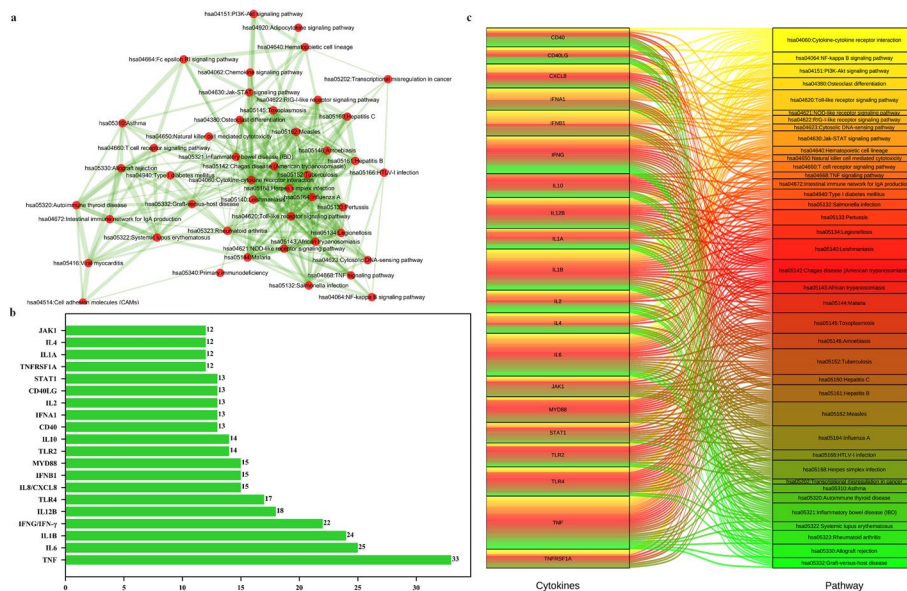 a
hsa04151:PI3K-Akt signaling pathway
hsa04920:Adipocytokine signaling pathway
hsa04640:Hematopoietic cell lineage
hsa04664:Fc epsilon RI signaling pathway
hsa04062:Chemokine signaling pathway
hsa05202:Transcriptional misregulation in cancer
hsa04630:Jak-STAT signaling pathway
hsa04622:RIG-I-like receptor signaling pathway
hsa05145:Toxoplasmosis
hsa05160:Hepatitis C
hsa04380:Osteoclast differentiation
hsa05310:Asthma
hsa05162:Measles
hsa04650:Natural killer cell mediated cytotoxicity
hsa04660:T cell receptor signaling pathway
hsa05146:Amoebiasis
hsa05321:Inflammatory bowel disease (IBD)
hsa05161:Hepatitis B
hsa05330:Allograft rejection
hsa05142:Chagas disease (American trypanosomiasis)
hsa05166:HTLV-I infection
hsa04940:Type I diabetes mellitus
hsa05152:Tuberculosis
hsa04060:Cytokine-cytokine receptor interaction
hsa05168:Herpes simplex infection
hsa05164:Influenza A
hsa05140:Leishmaniasis
hsa05320:Autoimmune thyroid disease
hsa05332:Graft-versus-host disease
hsa05133:Pertussis
hsa04672:Intestinal immune network for IgA production
hsa04620:Toll-like receptor signaling pathway
hsa05323:Rheumatoid arthritis
hsa05134:Legionellosis
hsa05322:Systemic lupus erythematosus
hsa05143:African trypanosomiasis
hsa04621:NOD-like receptor signaling pathway
hsa05144:Malaria
hsa04623:Cytosolic DNA-sensing pathway
hsa05416:Viral myocarditis
hsa05340:Primary immunodeficiency
hsa04668:TNF signaling pathway
hsa05132:Salmonella infection
hsa04064:NF-kappa B signaling pathway
hsa04514:Cell adhesion molecules (CAMs)
b
JAK1 12
IL4 12
IL1A 12
TNFRSF1A 12
STAT1 13
CD40LG 13
IL2 13
IFNA1 13
CD40 13
IL10 14
TLR2 14
MYD88 15
IFNB1 15
IL8/CXCL8 15
TLR4 17
IL12B 18
IFNG/IFN-γ 22
IL1B 24
IL6 25
TNF 33
0 5 10 15 20 25 30
c
CD40
CD40LG
CXCL8
IFNA1
IFNB1
IFNG
IL10
IL12B
IL1A
IL1B
IL2
IL4
IL6
JAK1
MYD88
STAT1
TLR2
TLR4
TNF
TNFRSF1A
Cytokines
hsa04060:Cytokine-cytokine receptor interaction
hsa04064:NF-kappa B signaling pathway
hsa04151:PI3K-Akt signaling pathway
hsa04380:Osteoclast differentiation
hsa04620:Toll-like receptor signaling pathway
hsa04621:NOD-like receptor signaling pathway
hsa04622:RIG-I-like receptor signaling pathway
hsa04623:Cytosolic DNA-sensing pathway
hsa04630:Jak-STAT signaling pathway
hsa04640:Hematopoietic cell lineage
hsa04650:Natural killer cell mediated cytotoxicity
hsa04660:T cell receptor signaling pathway
hsa04668:TNF signaling pathway
hsa04672:Intestinal immune network for IgA production
hsa04940:Type I diabetes mellitus
hsa05132:Salmonella infection
hsa05133:Pertussis
hsa05134:Legionellosis
hsa05140:Leishmaniasis
hsa05142:Chagas disease (American trypanosomiasis)
hsa05143:African trypanosomiasis
hsa05144:Malaria
hsa05145:Toxoplasmosis
hsa05146:Amoebiasis
hsa05152:Tuberculosis
hsa05160:Hepatitis C
hsa05161:Hepatitis B
hsa05162:Measles
hsa05164:Influenza A
hsa05166:HTLV-I infection
hsa05168:Herpes simplex infection
hsa05202:Transcriptional misregulation in cancer
hsa05310:Asthma
hsa05320:Autoimmune thyroid disease
hsa05321:Inflammatory bowel disease (IBD)
hsa05322:Systemic lupus erythematosus
hsa05323:Rheumatoid arthritis
hsa05330:Allograft rejection
hsa05332:Graft-versus-host disease
Pathway